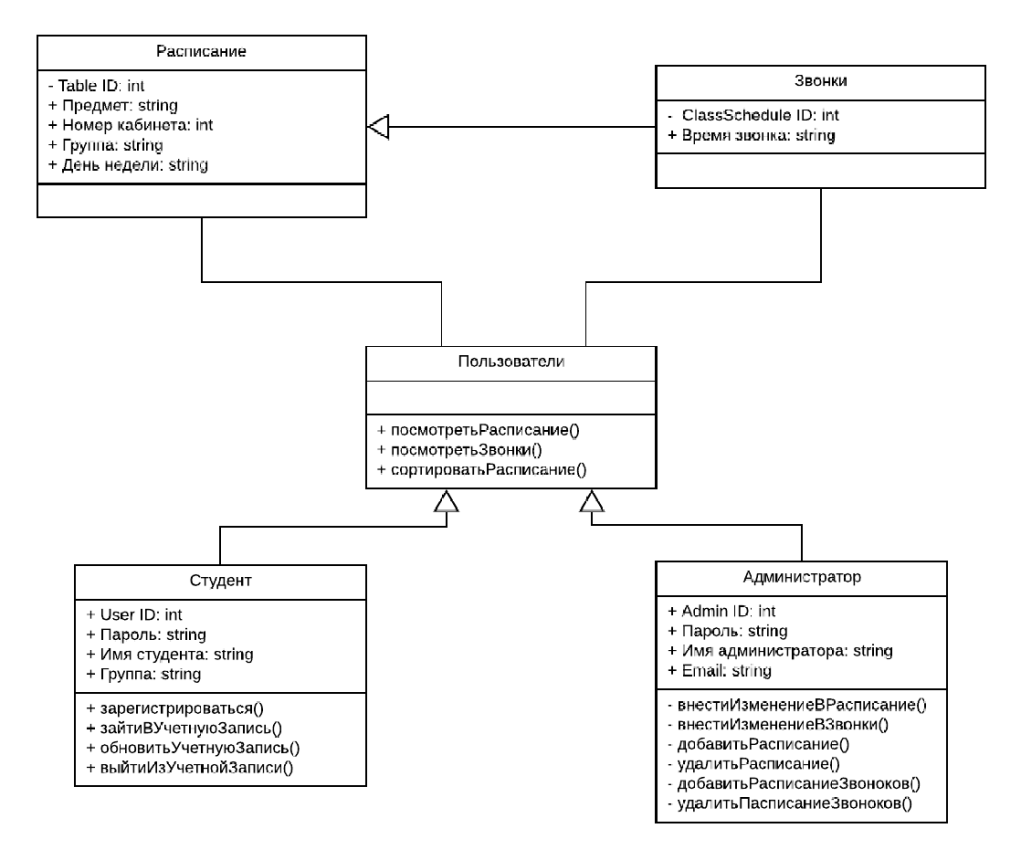 Расписание
- Table ID: int
+ Предмет: string
+ Номер кабинета: int
+ Группа: string
+ День недели: string
Звонки
- ClassSchedule ID: int
+ Время звонка: string
Пользователи
+ посмотретьРасписание()
+ посмотретьЗвонки()
+ сортироватьРасписание()
Студент
+ User ID: int
+ Пароль: string
+ Имя студента: string
+ Группа: string
+ зарегистрироваться()
+ зайтиВУчетнуюЗапись()
+ обновитьУчетнуюЗапись()
+ выйтиИзУчетнойЗаписи()
Администратор
+ Admin ID: int
+ Пароль: string
+ Имя администратора: string
+ Email: string
- внестиИзменениеВРасписание()
- внестиИзменениеВЗвонки()
- добавитьРасписание()
- удалитьРасписание()
- добавитьРасписаниеЗвоноков()
- удалитьПасписаниеЗвоноков()